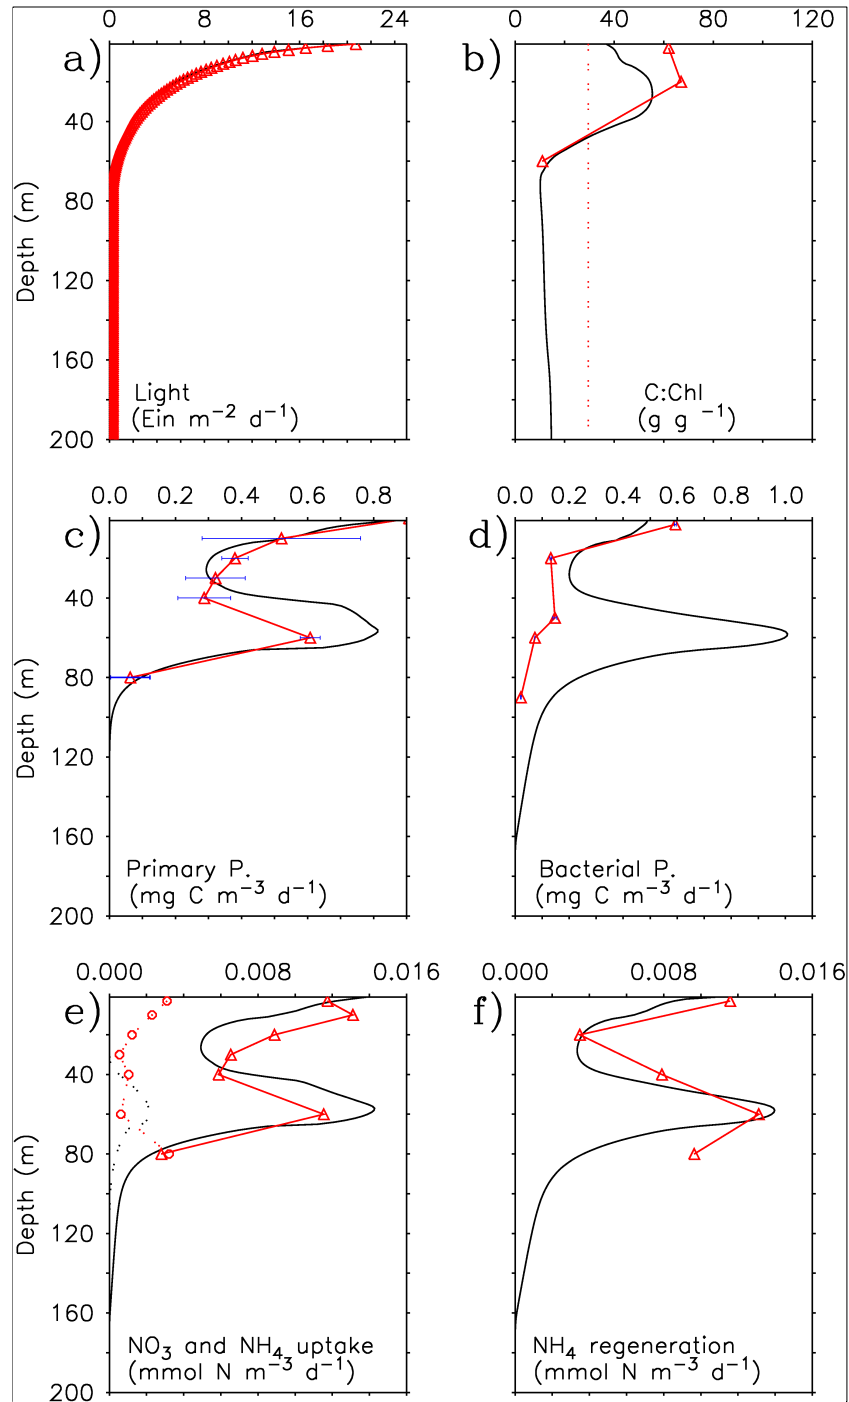 0 8 16 24
0 40 80 120
a)
b)
40
80
120
160
200
Depth (m)
Light
(Ein m⁻² d⁻¹)
C:Chl
(g g ⁻¹)
0.0 0.2 0.4 0.6 0.8
0.0 0.2 0.4 0.6 0.8 1.0
c)
d)
40
80
120
160
200
Depth (m)
Primary P.
(mg C m⁻³ d⁻¹)
Bacterial P.
(mg C m⁻³ d⁻¹)
0.000 0.008 0.016
0.000 0.008 0.016
e)
f)
40
80
120
160
200
Depth (m)
NO₃ and NH₄ uptake
(mmol N m⁻³ d⁻¹)
NH₄ regeneration
(mmol N m⁻³ d⁻¹)